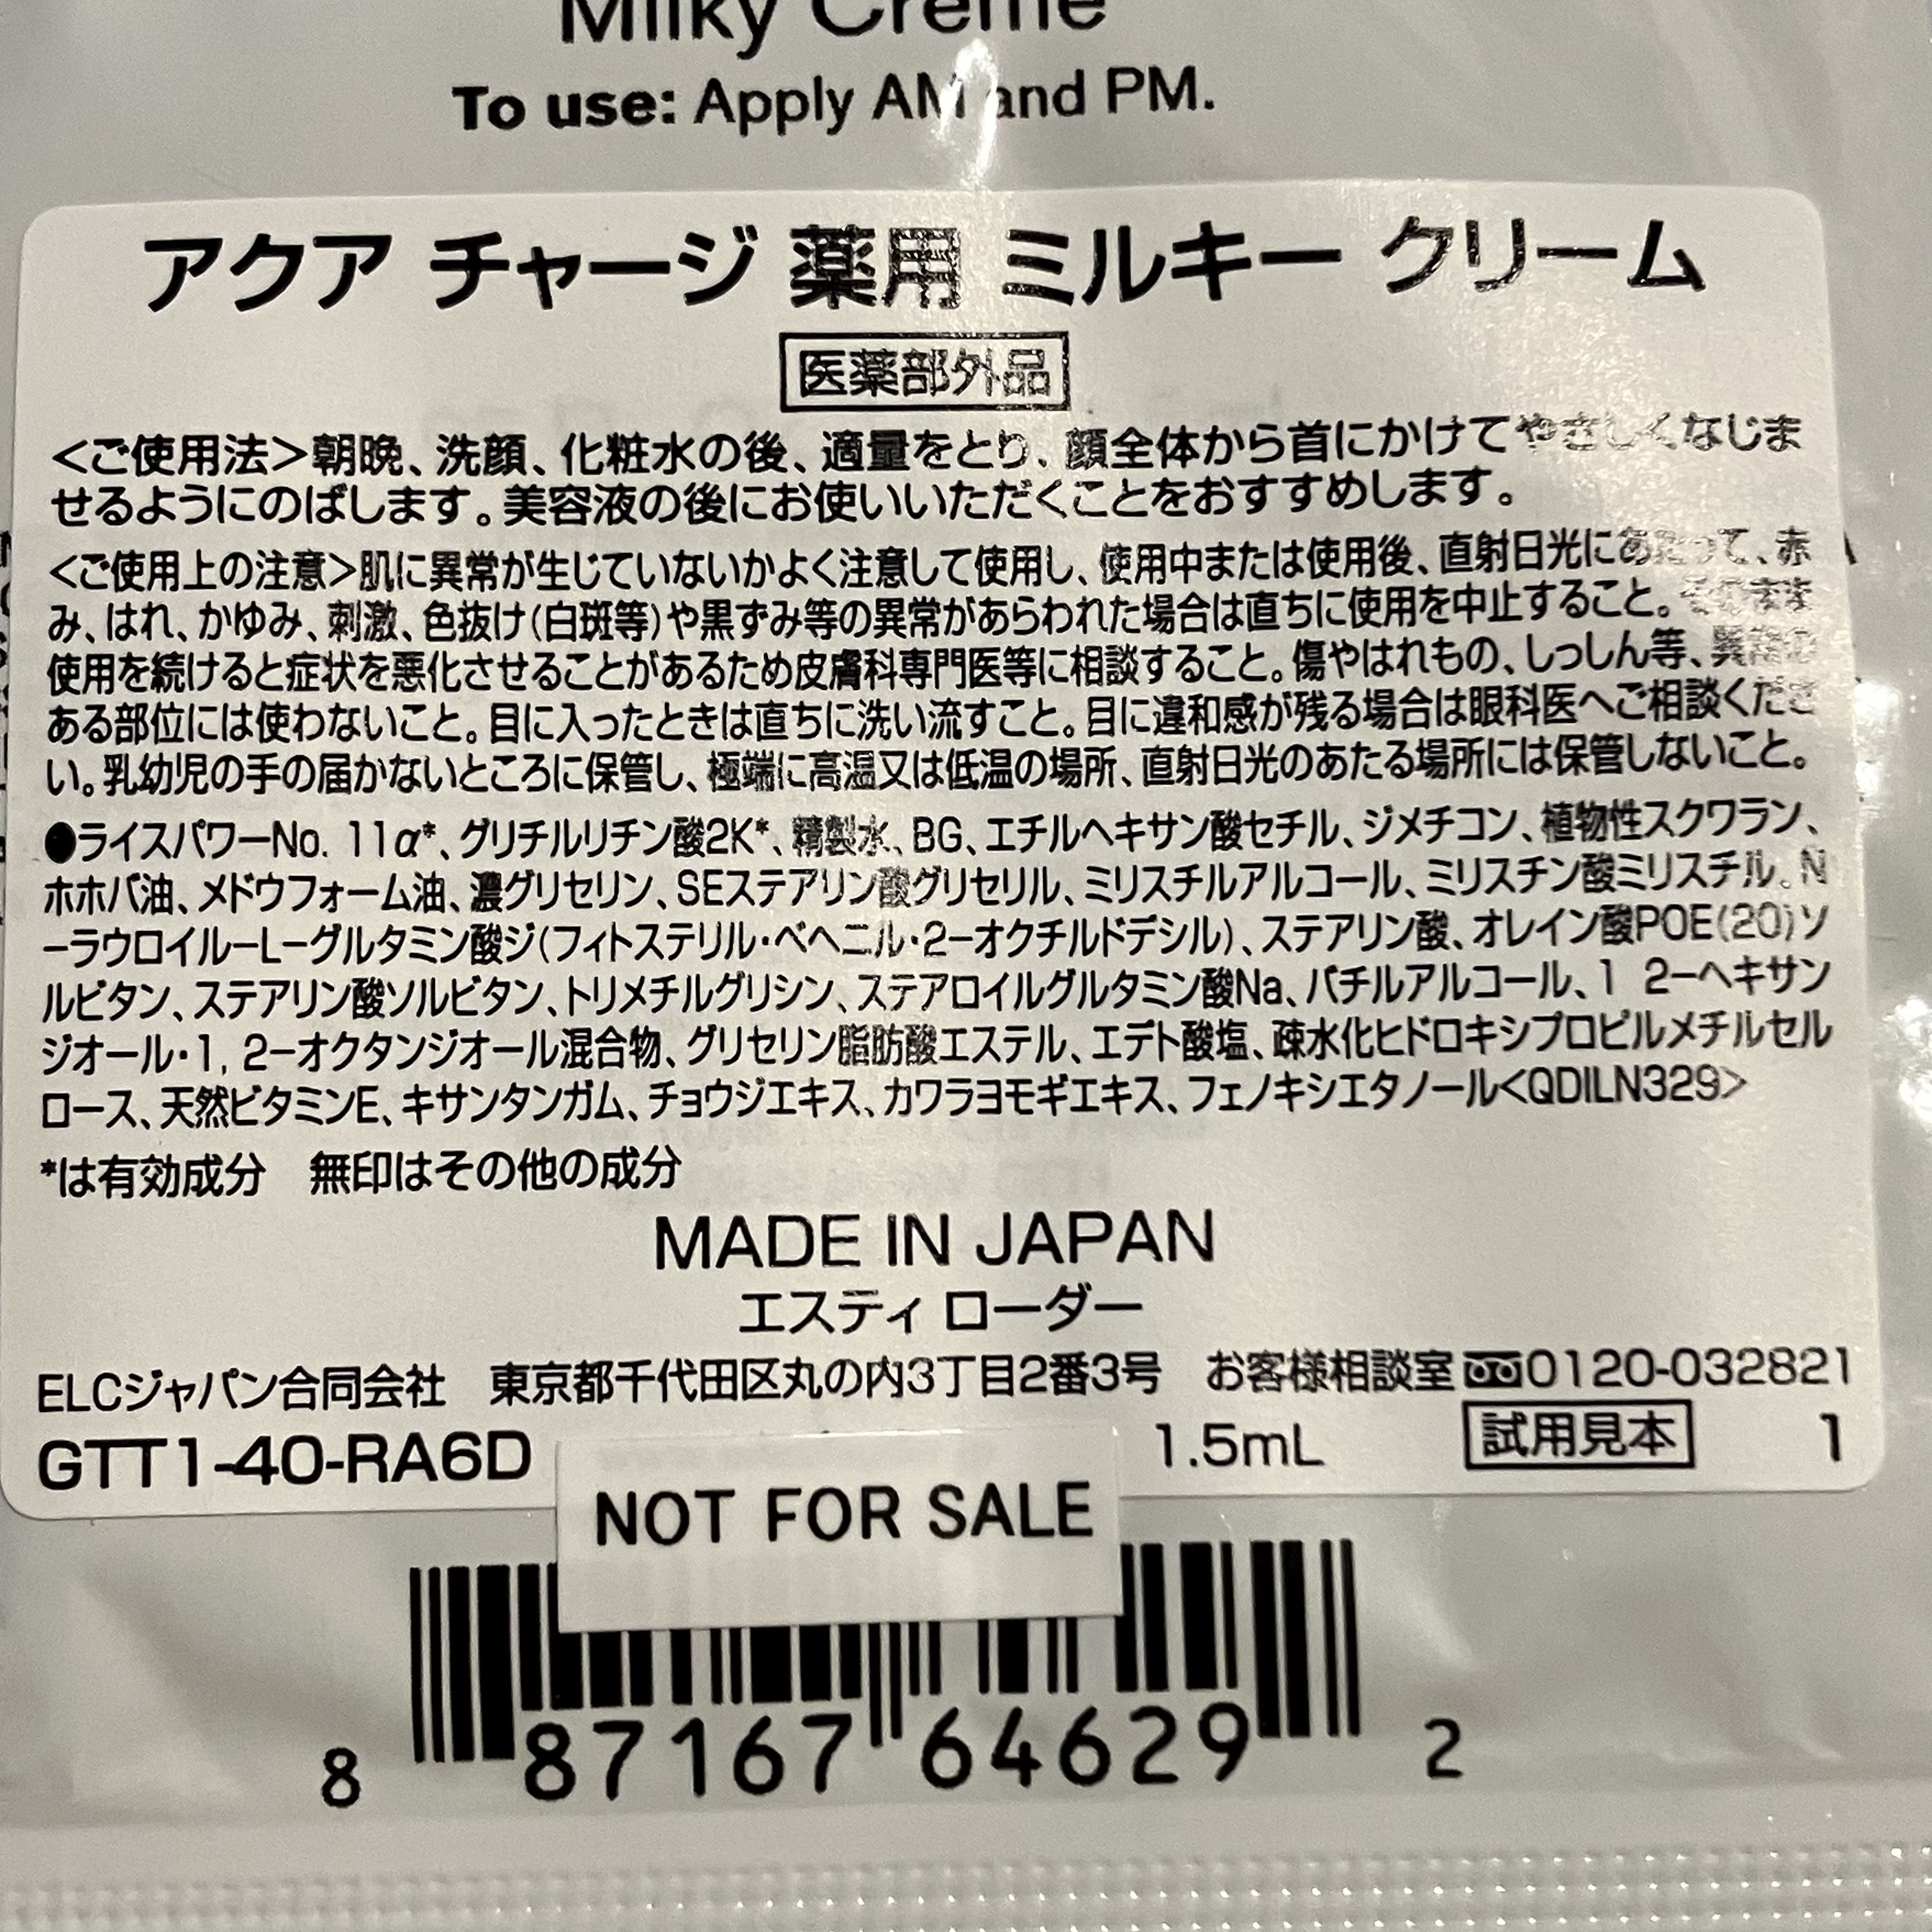 Milky Creme
To use: Apply AM and PM.
アクア チャージ 薬用 ミルキー クリーム
医薬部外品
<ご使用法>朝晩、洗顔、化粧水の後、適量をとり、顔全体から首にかけてやさしくなじま
せるようにのばします。美容液の後にお使いいただくことをおすすめします。
<ご使用上の注意>肌に異常が生じていないかよく注意して使用し、使用中または使用後、直射日光にあたって、赤
み、はれ、かゆみ、刺激、色抜け(白斑等)や黒ずみ等の異常があらわれた場合は直ちに使用を中止すること。そのまま
使用を続けると症状を悪化させることがあるため皮膚科専門医等に相談すること。傷やはれもの、しっしん等、異常の
ある部位には使わないこと。目に入ったときは直ちに洗い流すこと。目に違和感が残る場合は眼科医へご相談くださ
い。乳幼児の手の届かないところに保管し、極端に高温又は低温の場所、直射日光のあたる場所には保管しないこと。
●ライスパワーNo. 11α*、グリチルリチン酸2K*、精製水、BG、エチルヘキサン酸セチル、ジメチコン、植物性スクワラン、
ホホバ油、メドウフォーム油、濃グリセリン、SEステアリン酸グリセリル、ミリスチルアルコール、ミリスチン酸ミリスチル、N
-ラウロイル-L-グルタミン酸ジ(フィトステリル・ベヘニル・2-オクチルドデシル)、ステアリン酸、オレイン酸POE(20)ソ
ルビタン、ステアリン酸ソルビタン、トリメチルグリシン、ステアロイルグルタミン酸Na、バチルアルコール、1 2-ヘキサン
ジオール・1, 2-オクタンジオール混合物、グリセリン脂肪酸エステル、エデト酸塩、疎水化ヒドロキシプロピルメチルセル
ロース、天然ビタミンE、キサンタンガム、チョウジエキス、カワラヨモギエキス、フェノキシエタノール<QDILN329>
*は有効成分 無印はその他の成分
MADE IN JAPAN
エスティ ローダー
ELCジャパン合同会社 東京都千代田区丸の内3丁目2番3号 お客様相談室 0120-032821
GTT1-40-RA6D 1.5mL 試用見本 1
NOT FOR SALE
8 87167 64629 2